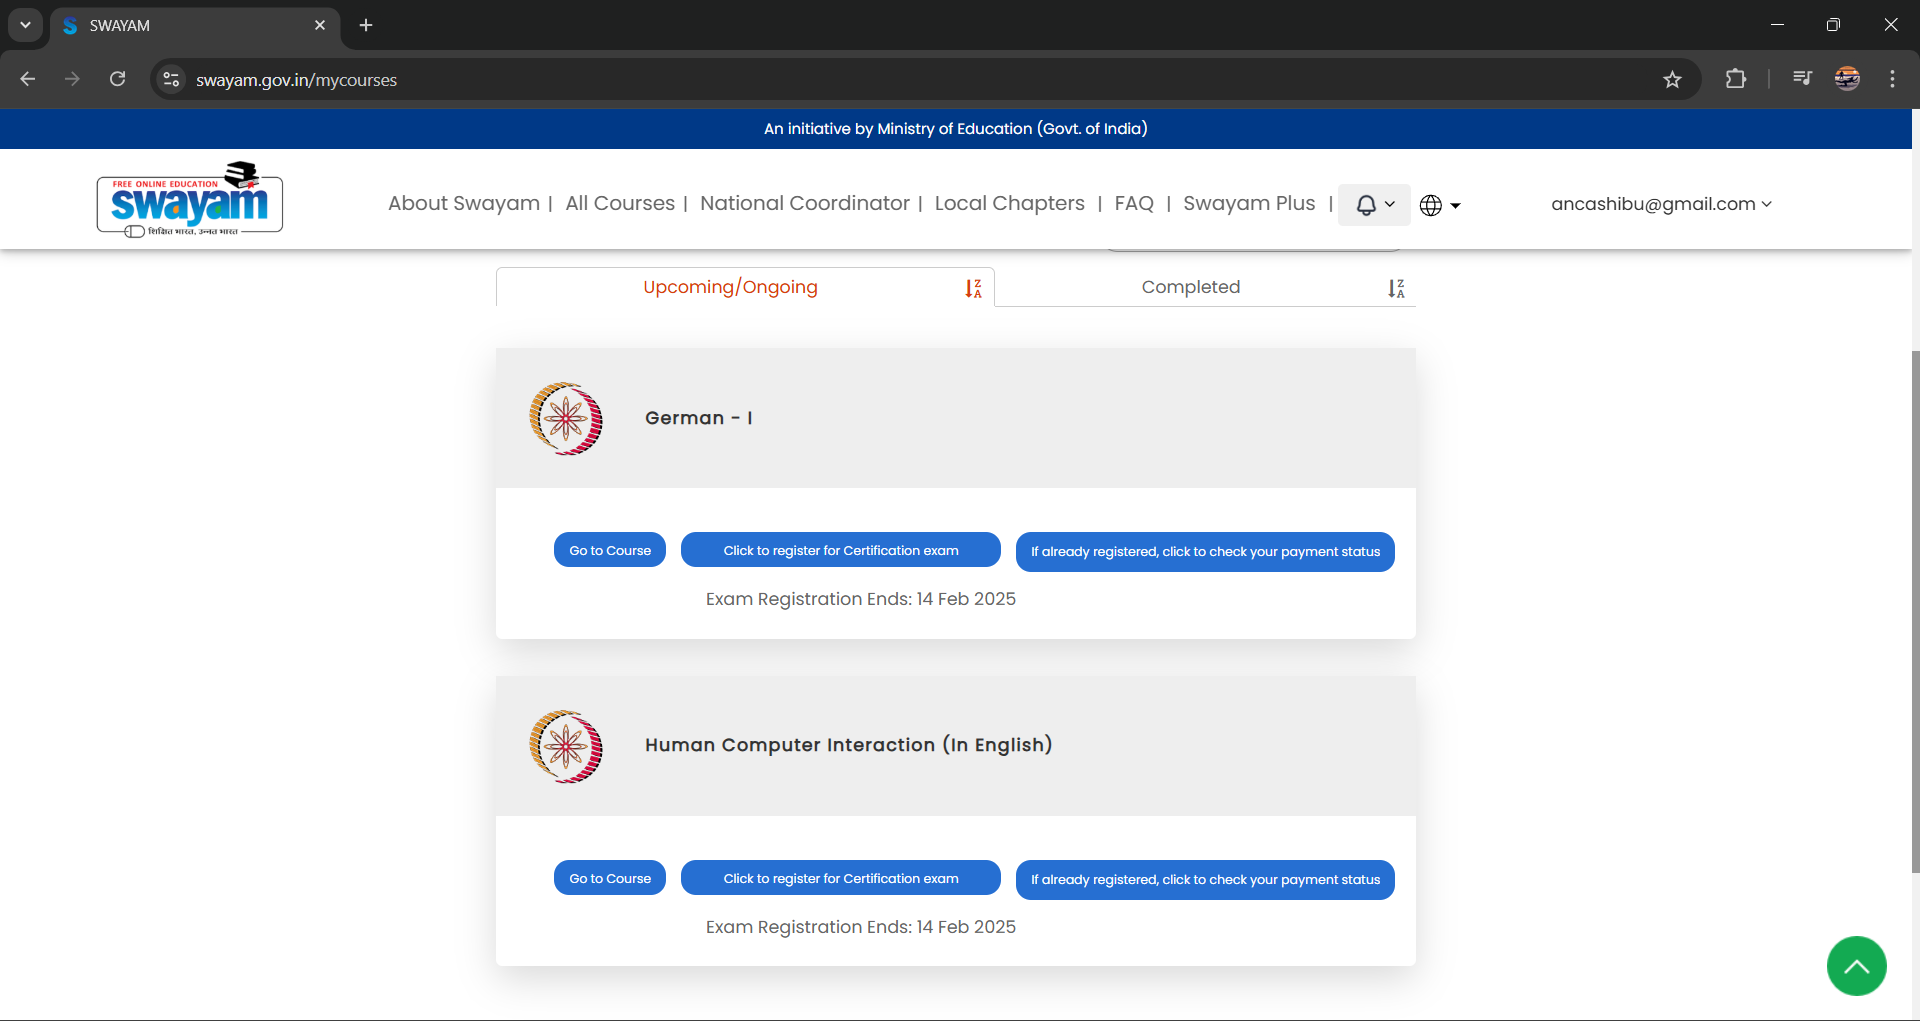 SWAYAM
swayam.gov.in/mycourses
An initiative by Ministry of Education (Govt. of India)
FREE ONLINE EDUCATION
swayam
शिक्षित भारत, उन्नत भारत
About Swayam | All Courses | National Coordinator | Local Chapters | FAQ | Swayam Plus |
ancashibu@gmail.com
Upcoming/Ongoing
Completed
German - I
Go to Course
Click to register for Certification exam
If already registered, click to check your payment status
Exam Registration Ends: 14 Feb 2025
Human Computer Interaction (In English)
Go to Course
Click to register for Certification exam
If already registered, click to check your payment status
Exam Registration Ends: 14 Feb 2025